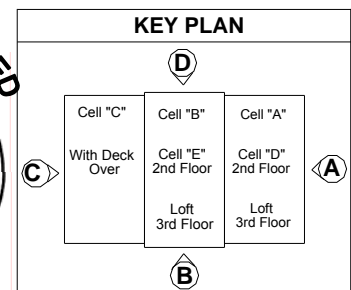 KEY PLAN
ED
D
Cell "C"
Cell "B"
Cell "A"
With Deck
Over
Cell "E"
2nd Floor
Cell "D"
2nd Floor
C
A
Loft
3rd Floor
Loft
3rd Floor
B